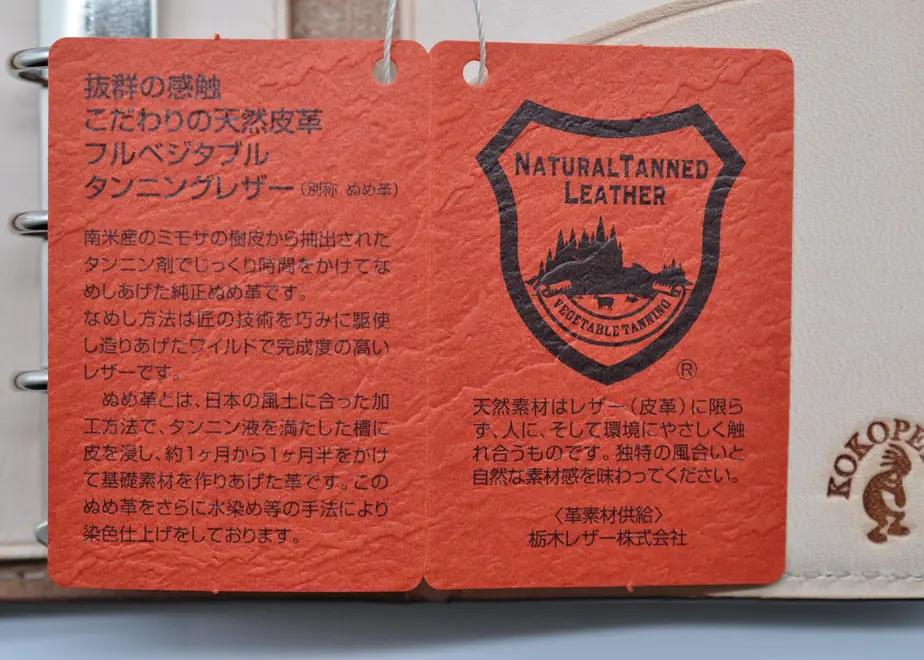 抜群の感触
こだわりの天然皮革
フルベジタブル
タンニングレザー（別称 ぬめ革）
南米産のミモザの樹皮から抽出された
タンニン剤でじっくり時間をかけてな
めしあげた純正ぬめ革です。
なめし方法は匠の技術を巧みに駆使
し造りあげたワイルドで完成度の高い
レザーです。
　ぬめ革とは、日本の風土に合った加
工方法で、タンニン液を満たした槽に
皮を浸し、約1ヶ月から1ヶ月半をかけ
て基礎素材を作りあげた革です。この
ぬめ革をさらに水染め等の手法により
染色仕上げをしております。
NATURALTANNED
LEATHER
VEGETABLE TANNING
®
天然素材はレザー（皮革）に限ら
ず、人に、そして環境にやさしく触
れ合うものです。独特の風合いと
自然な素材感を味わってください。
〈革素材供給〉
栃木レザー株式会社